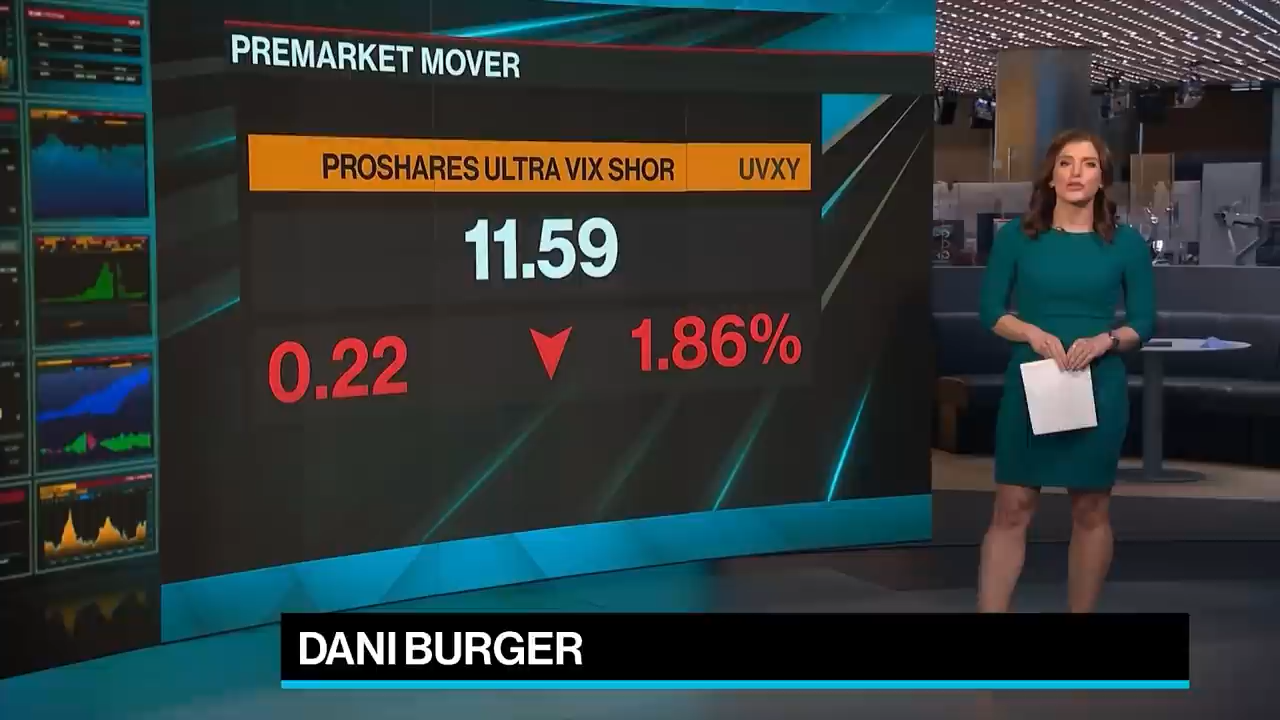 PREMARKET MOVER
PROSHARES ULTRA VIX SHOR UVXY
11.59
0.22 1.86%
DANI BURGER